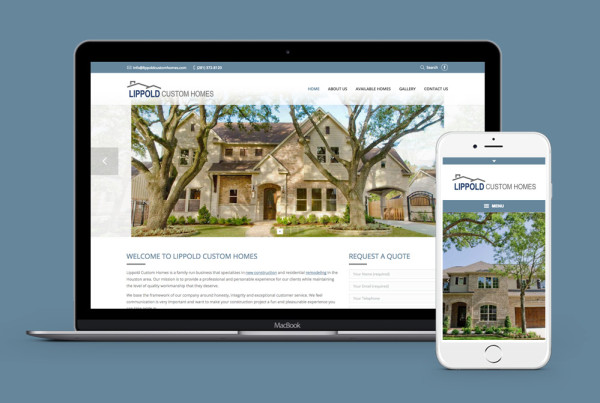 info@lippoldcustomhomes.com (281) 372-8133 Search
LIPPOLD CUSTOM HOMES
HOME ABOUT US AVAILABLE HOMES GALLERY CONTACT US
WELCOME TO LIPPOLD CUSTOM HOMES
Lippold Custom Homes is a family run business that specializes in new construction and residential remodeling in the
Houston area. Our mission is to provide a professional and personable experience for our clients while maintaining
the level of quality workmanship that they deserve.
We base the framework of our company around honesty, integrity and exceptional customer service. We feel
communication is very important and want to make your construction project a fun and pleasurable experience you
REQUEST A QUOTE
Your Name (required)
Your Email (required)
Your Telephone
MacBook
LIPPOLD CUSTOM HOMES
MENU